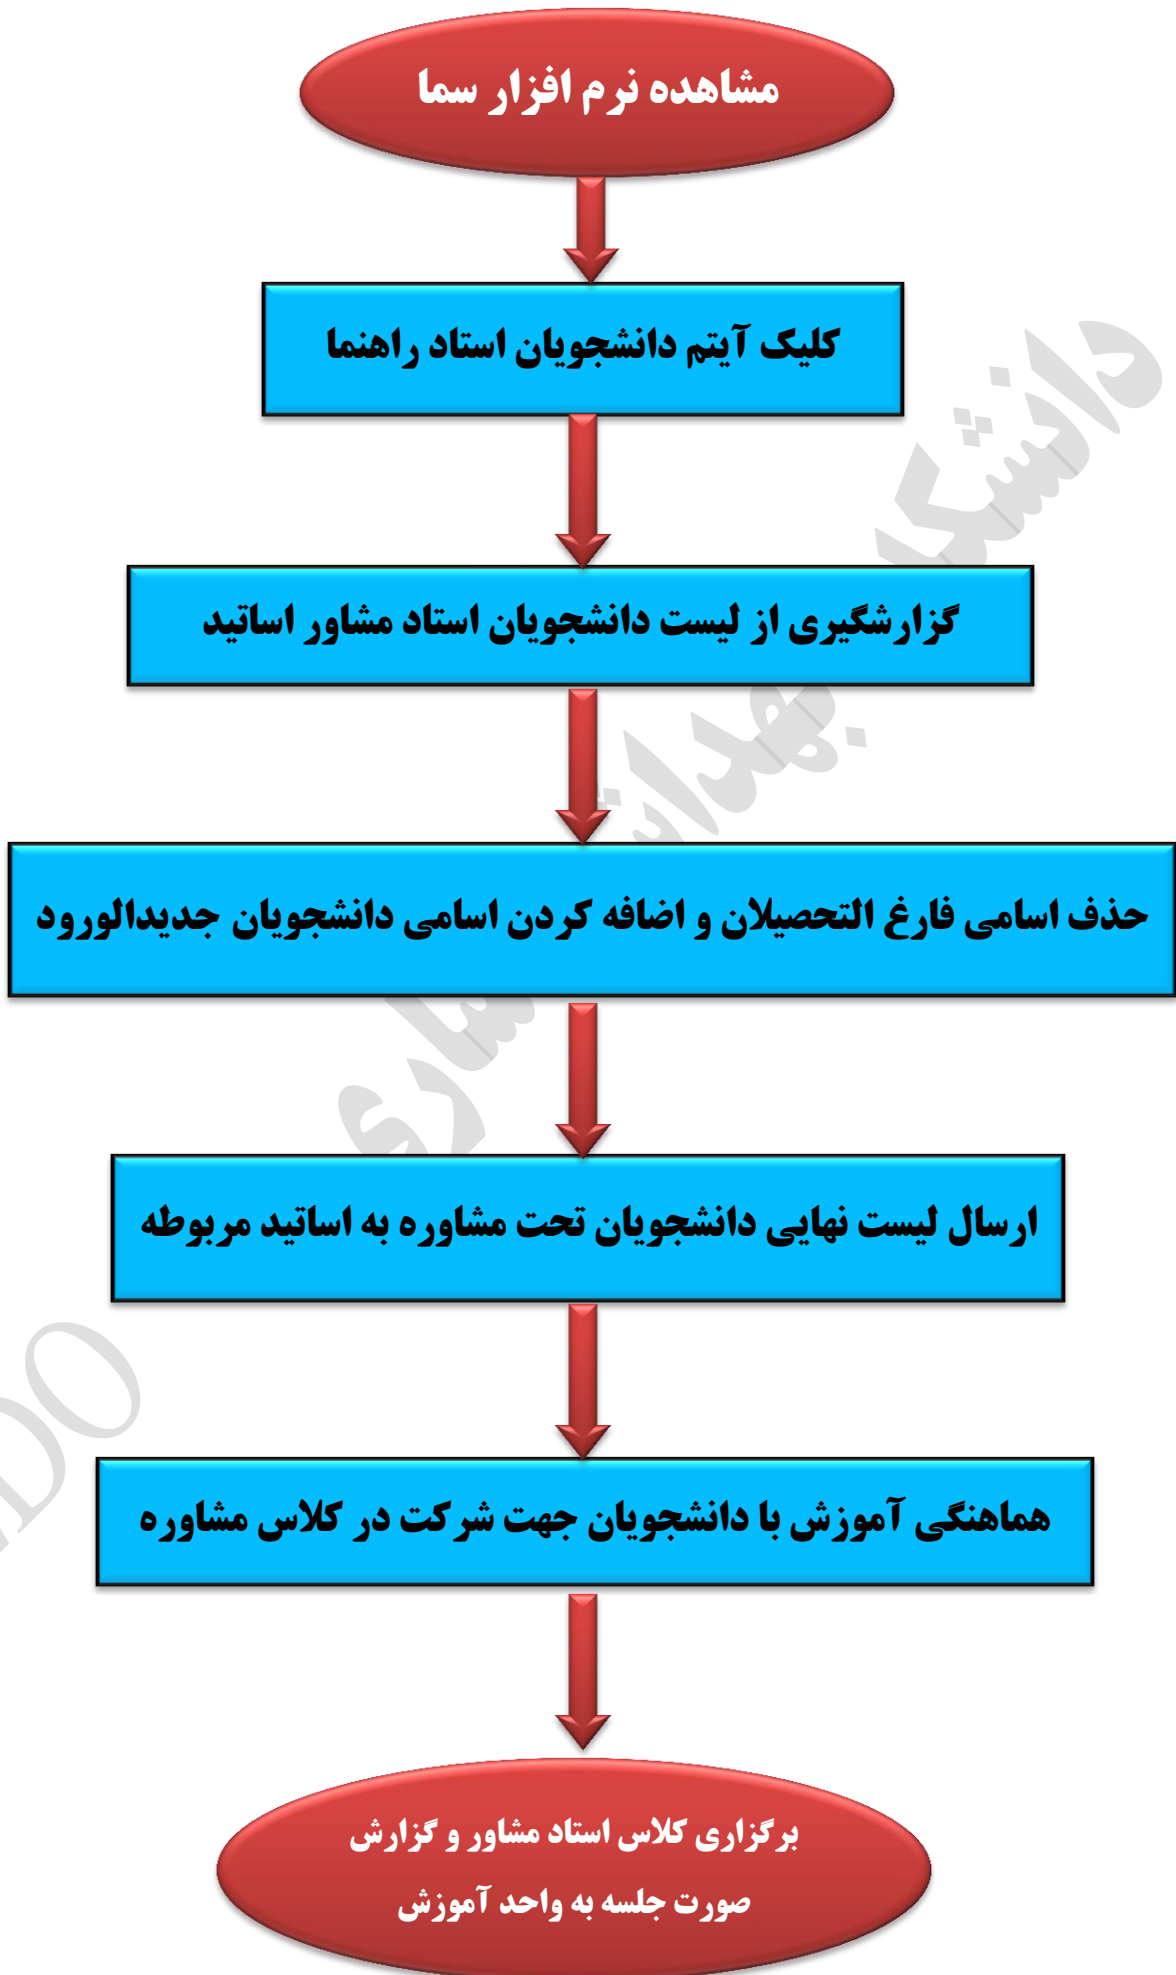 مشاهده نرم افزار سما
کلیک آیتم دانشجویان استاد راهنما
گزارشگیری از لیست دانشجویان استاد مشاور اساتید
حذف اسامی فارغ التحصیلان و اضافه کردن اسامی دانشجویان جدیدالورود
ارسال لیست نهایی دانشجویان تحت مشاوره به اساتید مربوطه
هماهنگی آموزش با دانشجویان جهت شرکت در کلاس مشاوره
برگزاری کلاس استاد مشاور و گزارش
صورت جلسه به واحد آموزش